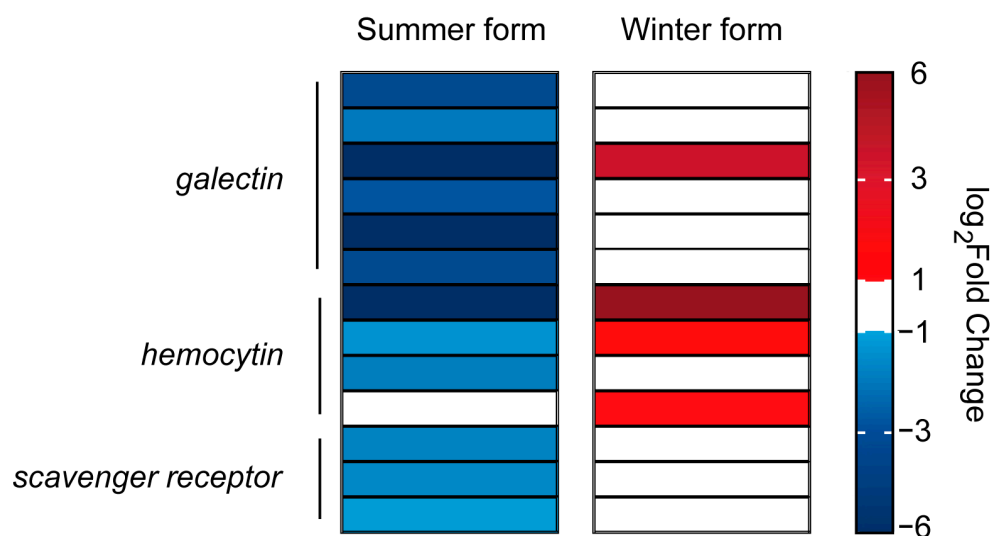 Summer form
Winter form
galectin
hemocytin
scavenger receptor
6
3
1
−1
−3
−6
log2Fold Change